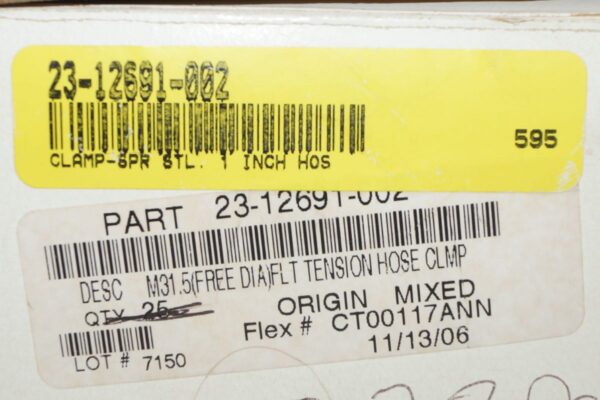 23-12691-002
CLAMP-SPR STL. 1 INCH HOS
595
PART 23-12691-002
DESC M31.5(FREE DIA)FLT TENSION HOSE CLMP
QTY 25
ORIGIN MIXED
Flex # CT00117ANN
LOT # 7150
11/13/06